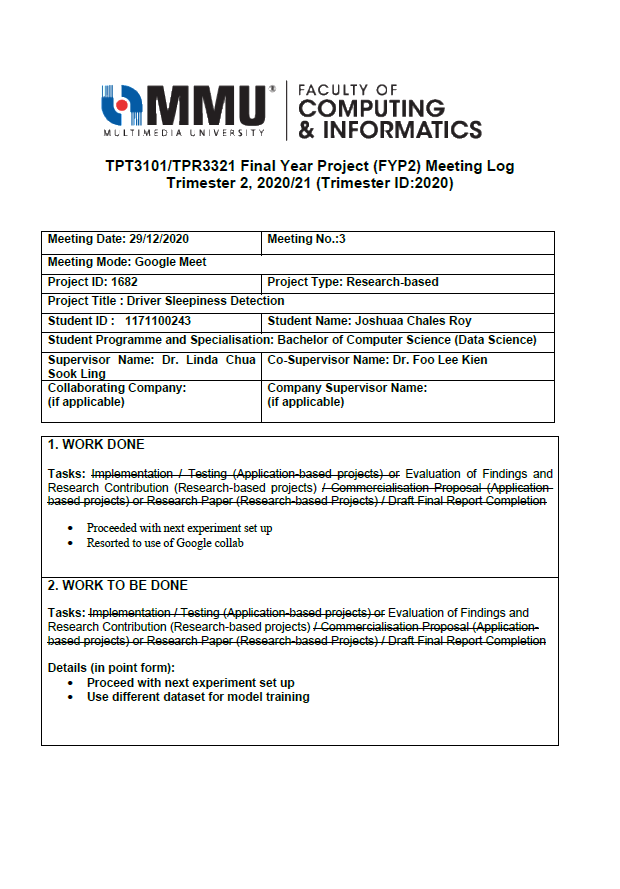 MMU®
MULTIMEDIA UNIVERSITY
FACULTY OF
COMPUTING
& INFORMATICS
TPT3101/TPR3321 Final Year Project (FYP2) Meeting Log
Trimester 2, 2020/21 (Trimester ID:2020)
Meeting Date: 29/12/2020 Meeting No.:3
Meeting Mode: Google Meet
Project ID: 1682 Project Type: Research-based
Project Title : Driver Sleepiness Detection
Student ID : 1171100243 Student Name: Joshuaa Chales Roy
Student Programme and Specialisation: Bachelor of Computer Science (Data Science)
Supervisor Name: Dr. Linda Chua
Sook Ling
Co-Supervisor Name: Dr. Foo Lee Kien
Collaborating Company:
(if applicable)
Company Supervisor Name:
(if applicable)
1. WORK DONE
Tasks: Implementation / Testing (Application-based projects) or Evaluation of Findings and
Research Contribution (Research-based projects) / Commercialisation Proposal (Application-
based projects) or Research Paper (Research-based Projects) / Draft Final Report Completion
• Proceeded with next experiment set up
• Resorted to use of Google collab
2. WORK TO BE DONE
Tasks: Implementation / Testing (Application-based projects) or Evaluation of Findings and
Research Contribution (Research-based projects) / Commercialisation Proposal (Application-
based projects) or Research Paper (Research-based Projects) / Draft Final Report Completion
Details (in point form):
• Proceed with next experiment set up
• Use different dataset for model training